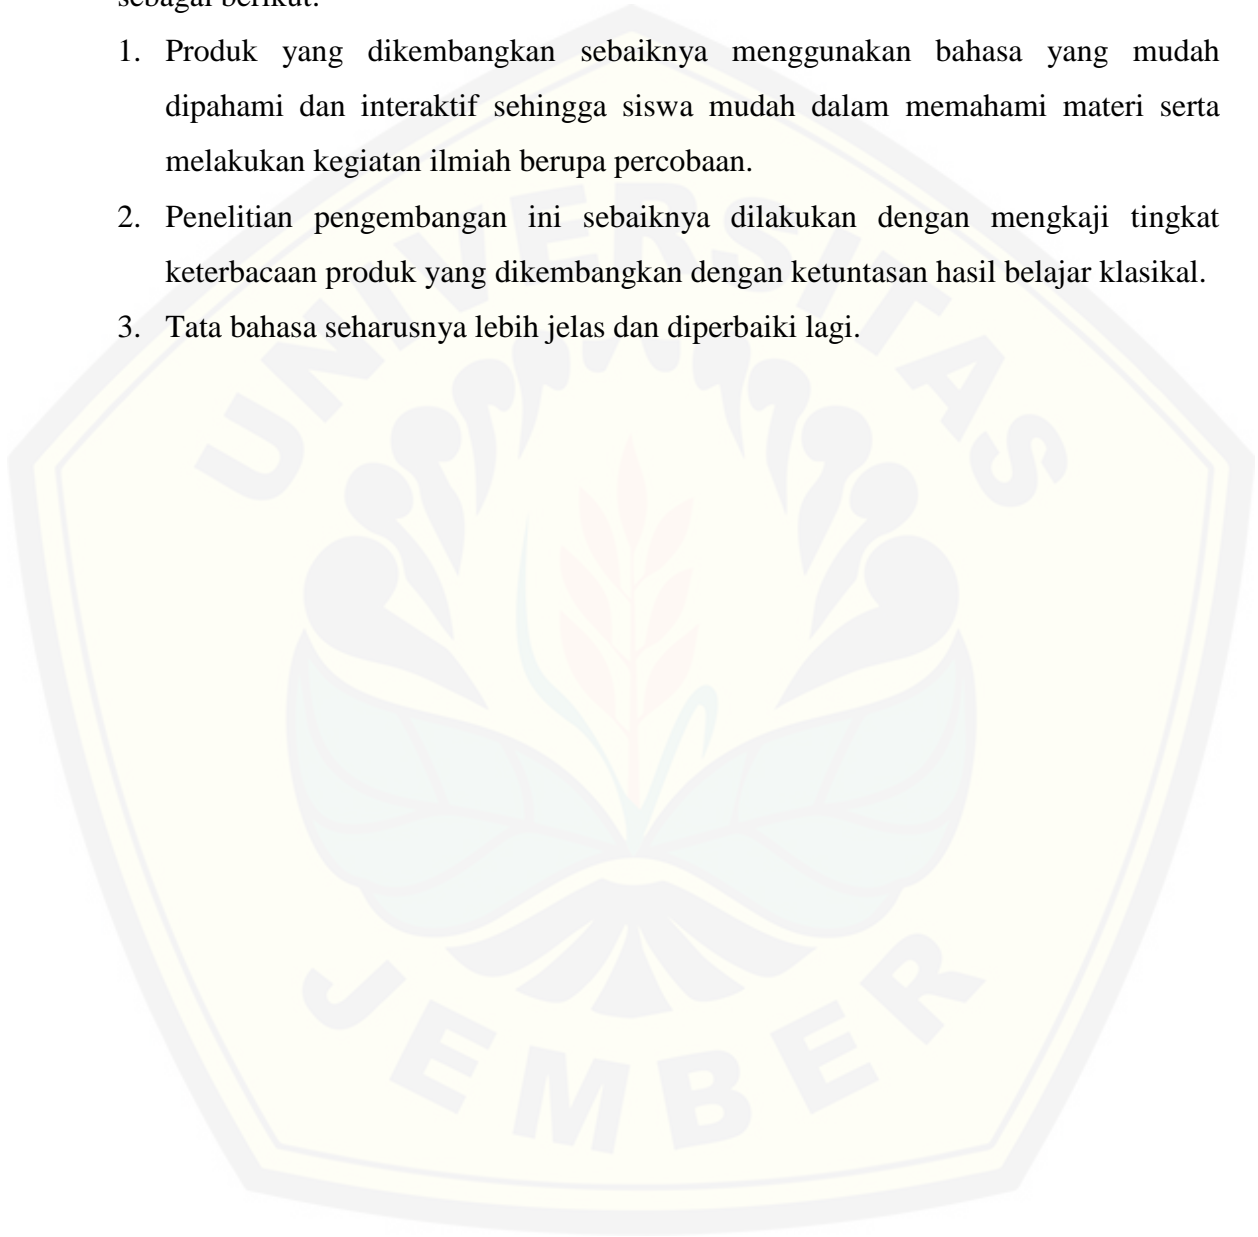 sebagai berikut:
1. Produk yang dikembangkan sebaiknya menggunakan bahasa yang mudah
dipahami dan interaktif sehingga siswa mudah dalam memahami materi serta
melakukan kegiatan ilmiah berupa percobaan.
2. Penelitian pengembangan ini sebaiknya dilakukan dengan mengkaji tingkat
keterbacaan produk yang dikembangkan dengan ketuntasan hasil belajar klasikal.
3. Tata bahasa seharusnya lebih jelas dan diperbaiki lagi.
UNIVERSITAS
JEMBER